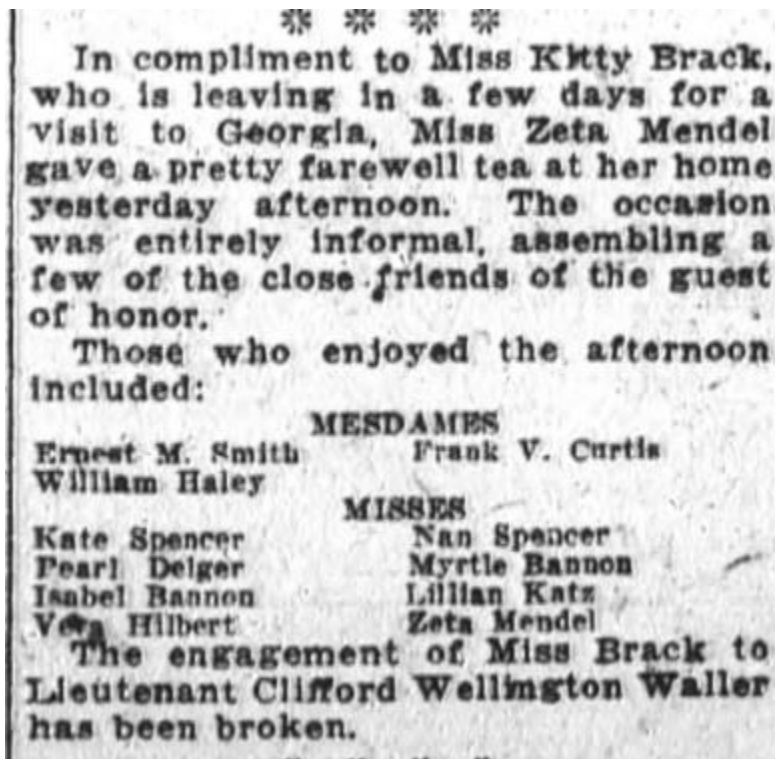 In compliment to Miss Kitty Brack,
who is leaving in a few days for a
visit to Georgia, Miss Zeta Mendel
gave a pretty farewell tea at her home
yesterday afternoon. The occasion
was entirely informal, assembling a
few of the close friends of the guest
of honor.
Those who enjoyed the afternoon
included:
MESDAMES
Ernest M. Smith Frank V. Curtis
William Haley
MISSES
Kate Spencer Nan Spencer
Pearl Delger Myrtle Bannon
Isabel Bannon Lillian Katz
Vera Hilbert Zeta Mendel
The engagement of Miss Brack to
Lieutenant Clifford Wellington Waller
has been broken.